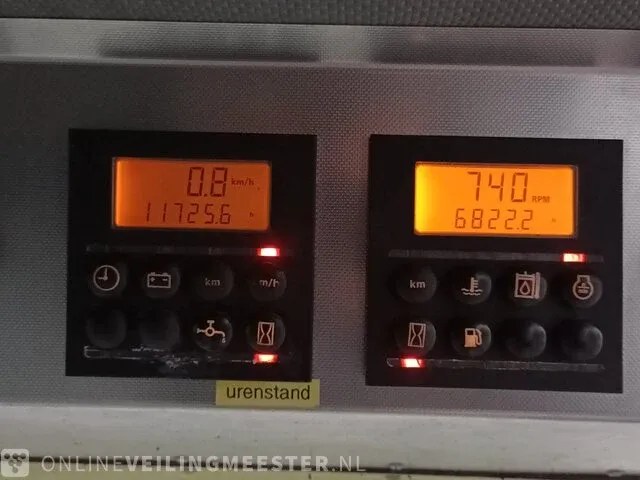 0.8 km/h
11725.6 h
km
m/h
urenstand
740 RPM
6822.2 h
km
ONLINEVEILINGMEESTER.NL